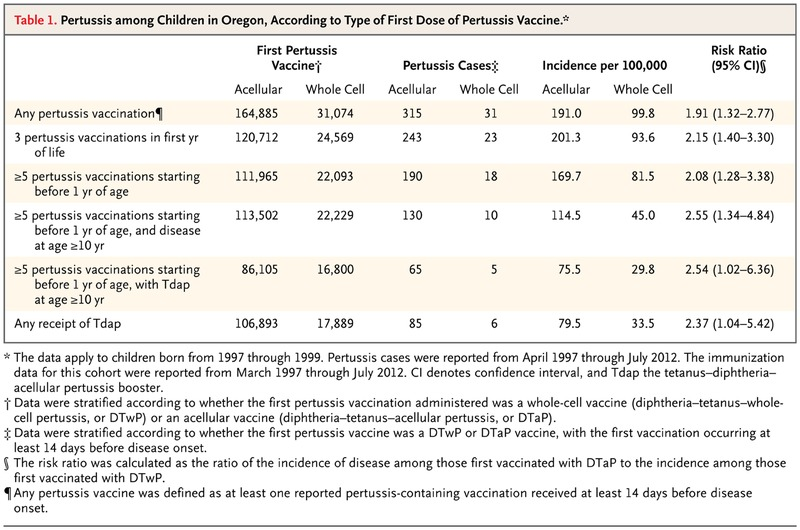 Table 1. Pertussis among Children in Oregon, According to Type of First Dose of Pertussis Vaccine.*
First Pertussis Vaccine† Pertussis Cases‡ Incidence per 100,000 Risk Ratio (95% CI)§
Acellular Whole Cell Acellular Whole Cell Acellular Whole Cell
Any pertussis vaccination¶ 164,885 31,074 315 31 191.0 99.8 1.91 (1.32–2.77)
3 pertussis vaccinations in first yr 120,712 24,569 243 23 201.3 93.6 2.15 (1.40–3.30)
of life
≥5 pertussis vaccinations starting 111,965 22,093 190 18 169.7 81.5 2.08 (1.28–3.38)
before 1 yr of age
≥5 pertussis vaccinations starting 113,502 22,229 130 10 114.5 45.0 2.55 (1.34–4.84)
before 1 yr of age, and disease
at age ≥10 yr
≥5 pertussis vaccinations starting 86,105 16,800 65 5 75.5 29.8 2.54 (1.02–6.36)
before 1 yr of age, with Tdap
at age ≥10 yr
Any receipt of Tdap 106,893 17,889 85 6 79.5 33.5 2.37 (1.04–5.42)
* The data apply to children born from 1997 through 1999. Pertussis cases were reported from April 1997 through July 2012. The immunization
data for this cohort were reported from March 1997 through July 2012. CI denotes confidence interval, and Tdap the tetanus–diphtheria–
acellular pertussis booster.
† Data were stratified according to whether the first pertussis vaccination administered was a whole-cell vaccine (diphtheria–tetanus–whole-
cell pertussis, or DTwP) or an acellular vaccine (diphtheria–tetanus–acellular pertussis, or DTaP).
‡ Data were stratified according to whether the first pertussis vaccine was a DTwP or DTaP vaccine, with the first vaccination occurring at
least 14 days before disease onset.
§ The risk ratio was calculated as the ratio of the incidence of disease among those first vaccinated with DTaP to the incidence among those
first vaccinated with DTwP.
¶ Any pertussis vaccine was defined as at least one reported pertussis-containing vaccination received at least 14 days before disease
onset.